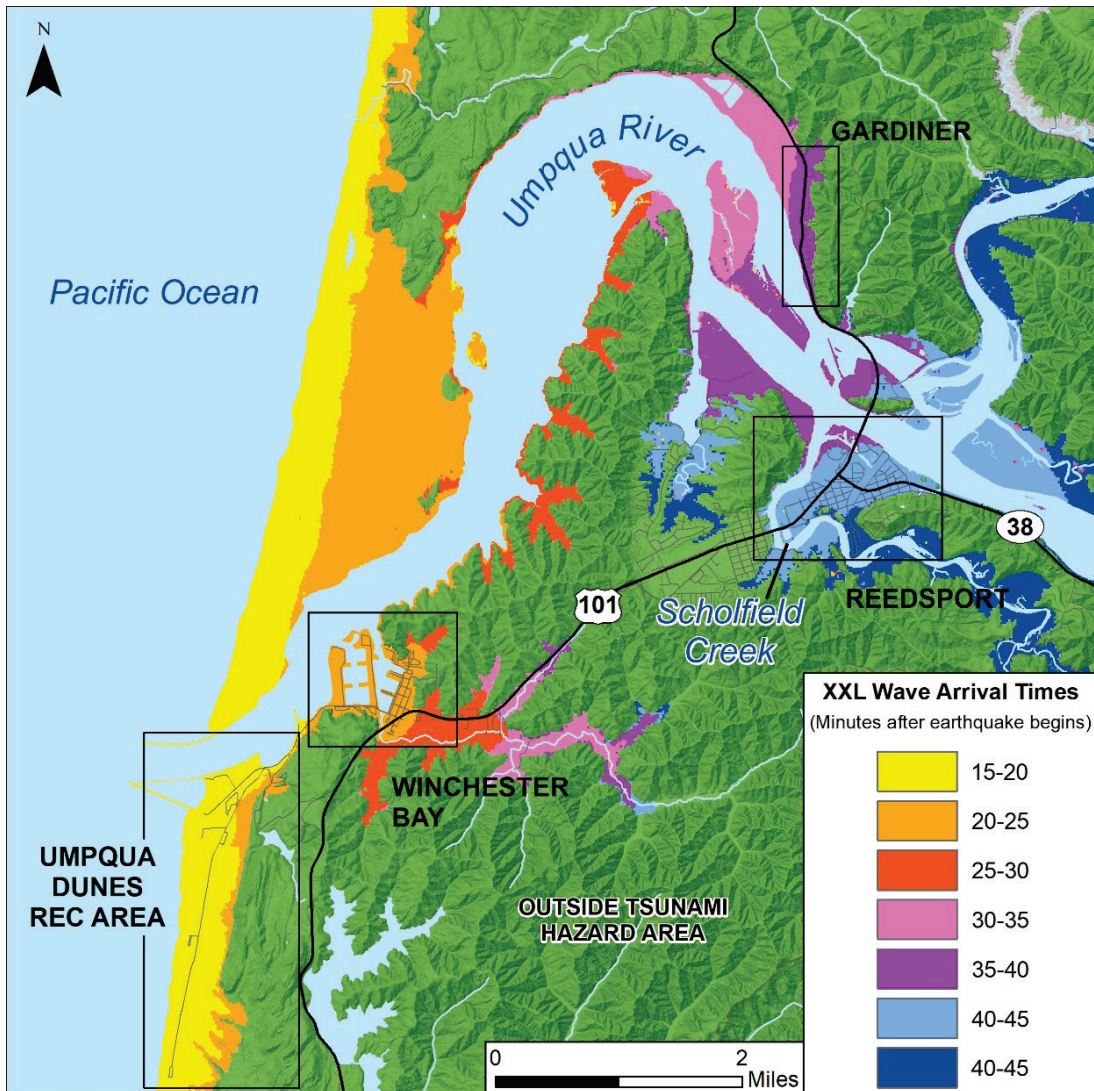 N
GARDINER
Umpqua River
Pacific Ocean
38
101
REEDSPORT
Scholfield
Creek
WINCHESTER
BAY
UMPQUA
DUNES
REC AREA
OUTSIDE TSUNAMI
HAZARD AREA
XXL Wave Arrival Times
(Minutes after earthquake begins)
15-20
20-25
25-30
30-35
35-40
40-45
40-45
0 2
Miles